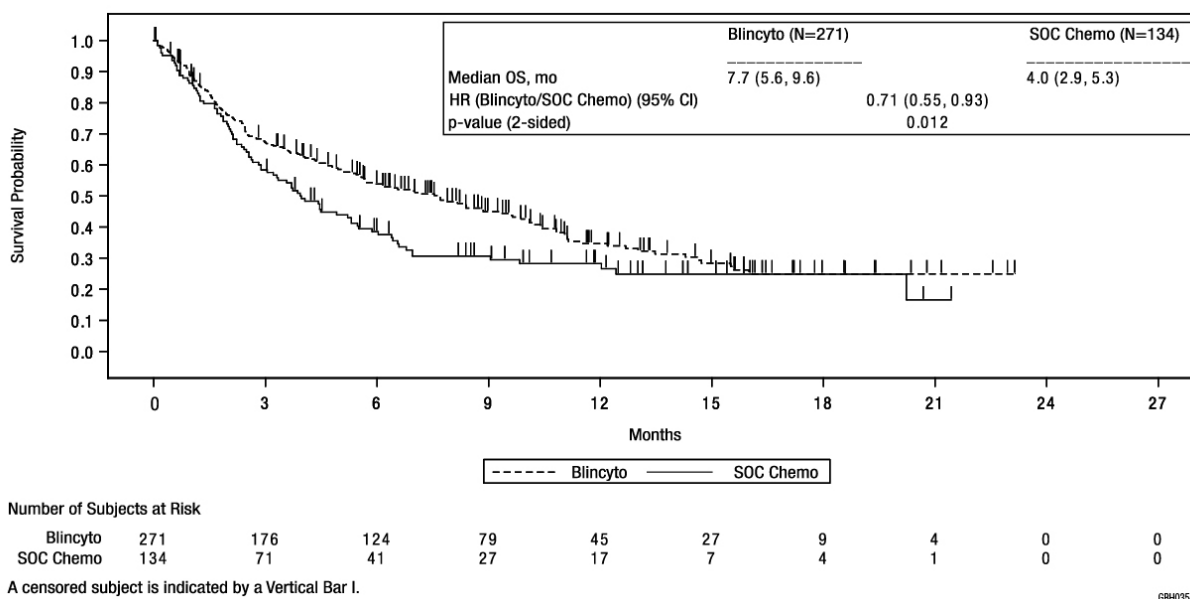 Blincyto (N=271) SOC Chemo (N=134)
Median OS, mo 7.7 (5.6, 9.6) 4.0 (2.9, 5.3)
HR (Blincyto/SOC Chemo) (95% CI) 0.71 (0.55, 0.93)
p-value (2-sided) 0.012
Survival Probability
1.0
0.9
0.8
0.7
0.6
0.5
0.4
0.3
0.2
0.1
0.0
0 3 6 9 12 15 18 21 24 27
Months
Blincyto SOC Chemo
Number of Subjects at Risk
Blincyto 271 176 124 79 45 27 9 4 0 0
SOC Chemo 134 71 41 27 17 7 4 1 0 0
A censored subject is indicated by a Vertical Bar I.
GRH0353